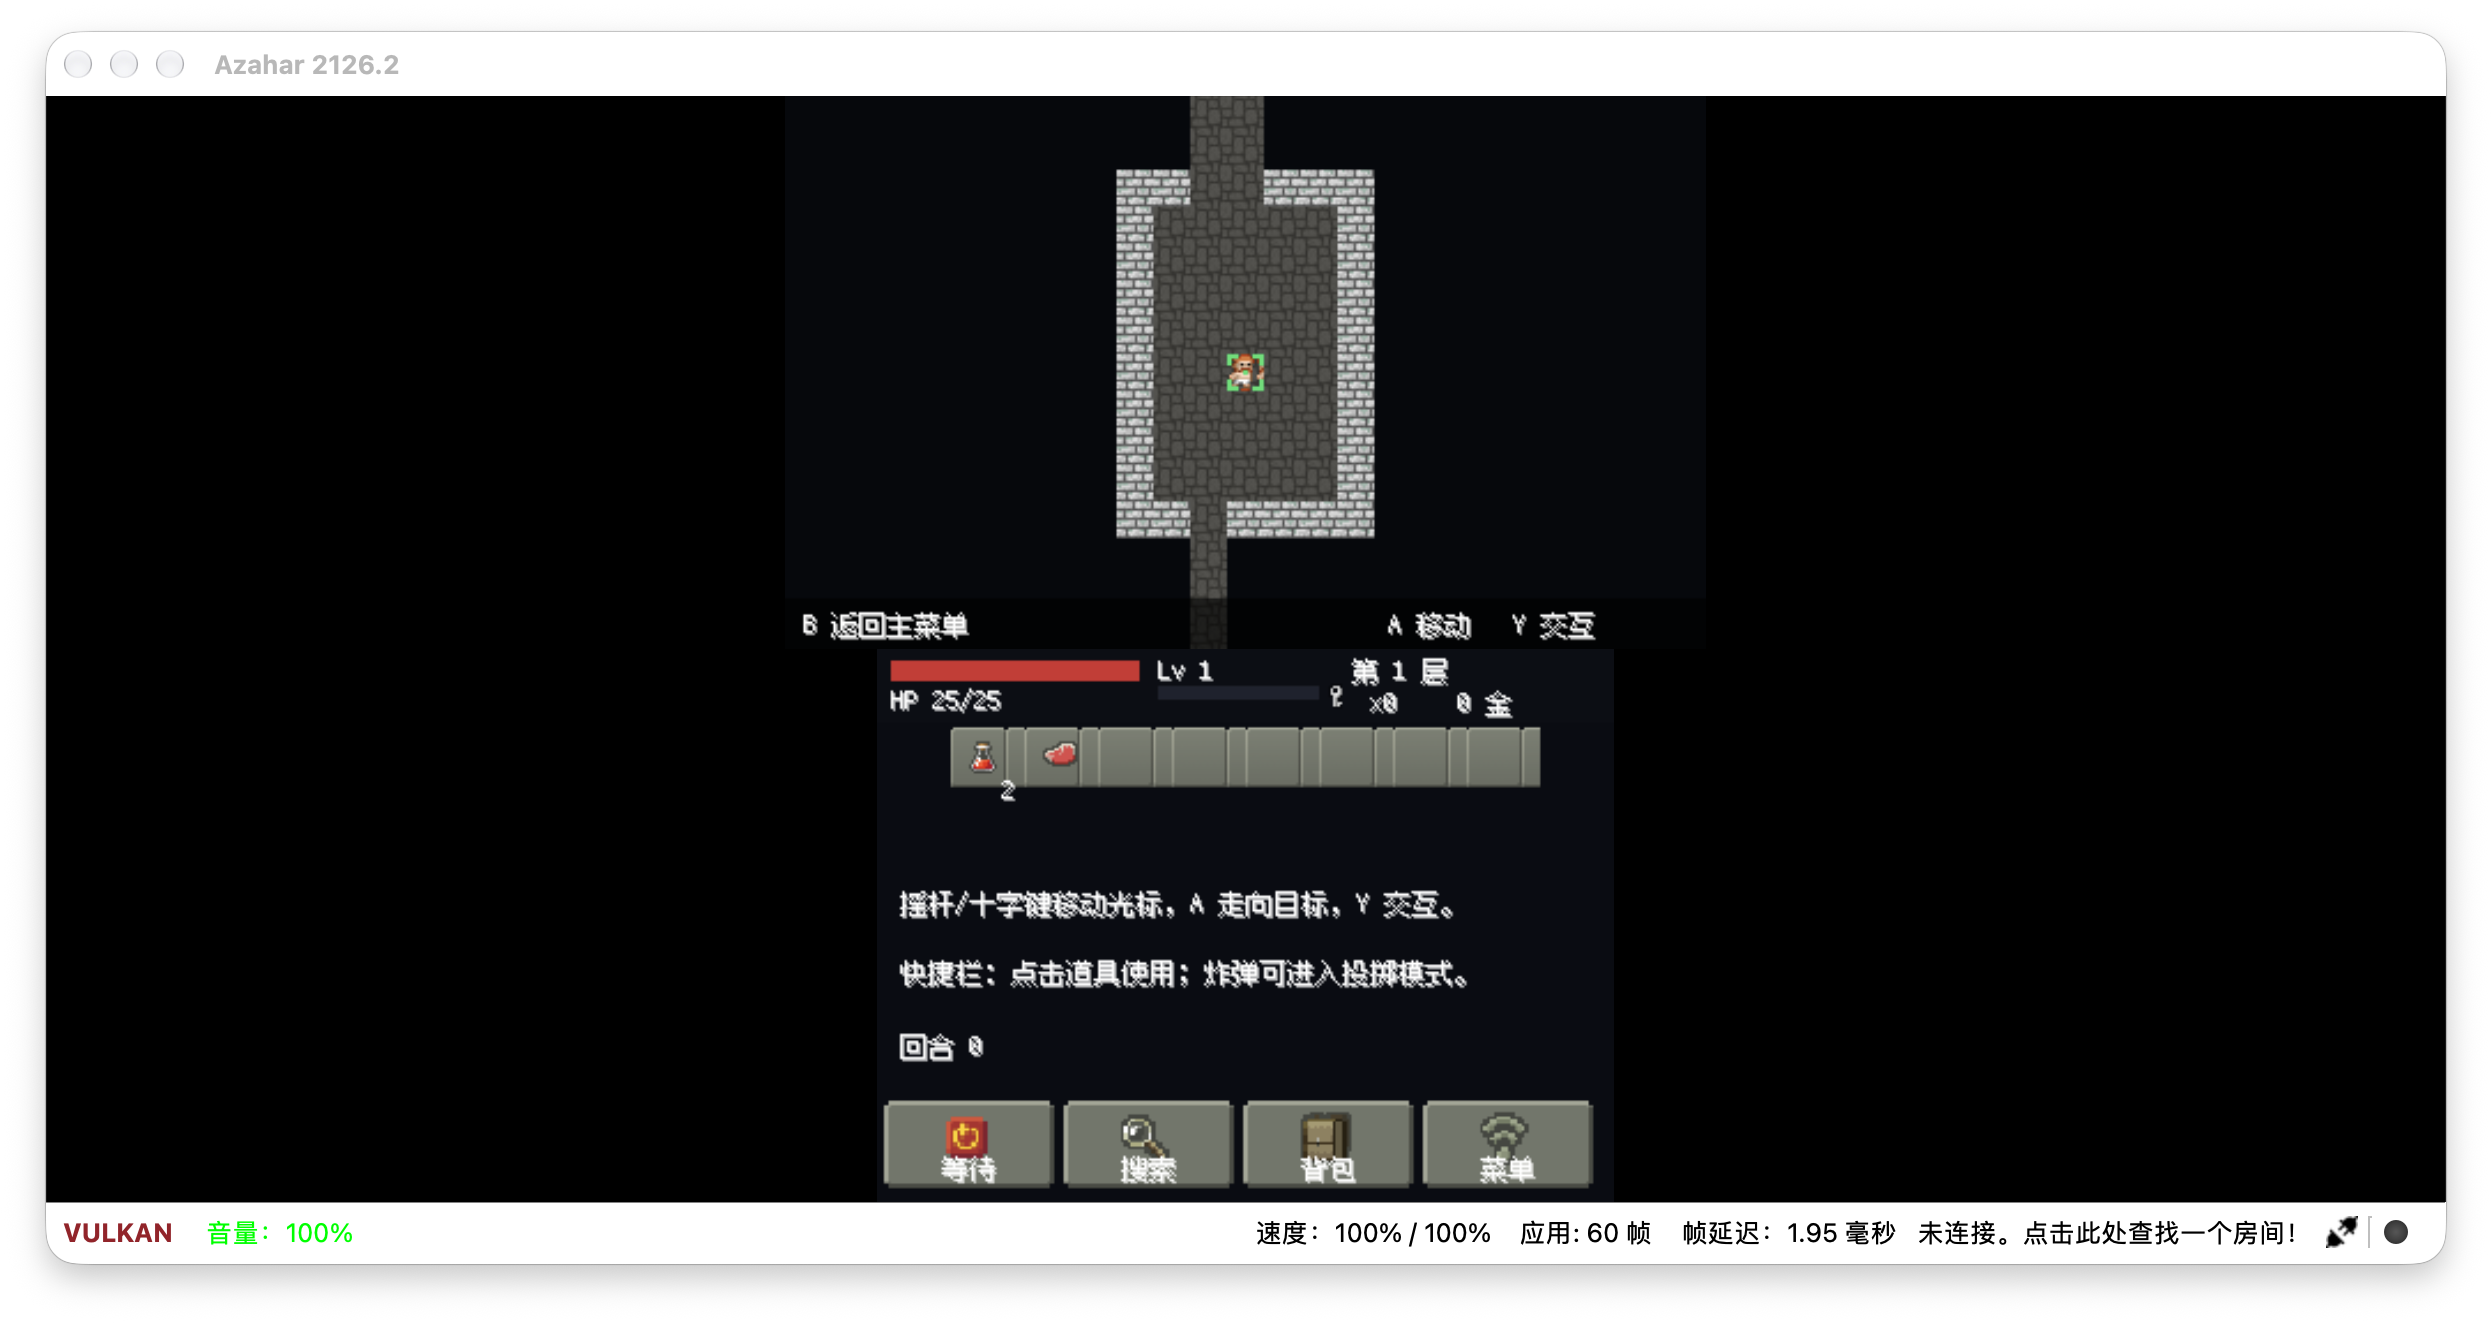 Azahar 2126.2
B 返回主菜单 A 移动 Y 交互
Lv 1 第 1 层
HP 25/25 x0 0 金
2
摇杆/十字键移动光标，A 走向目标，Y 交互。
快捷栏：点击道具使用；炸弹可进入投掷模式。
回合 0
等待 搜索 背包 菜单
VULKAN 音量：100% 速度：100% / 100% 应用: 60 帧 帧延迟：1.95 毫秒 未连接。点击此处查找一个房间！